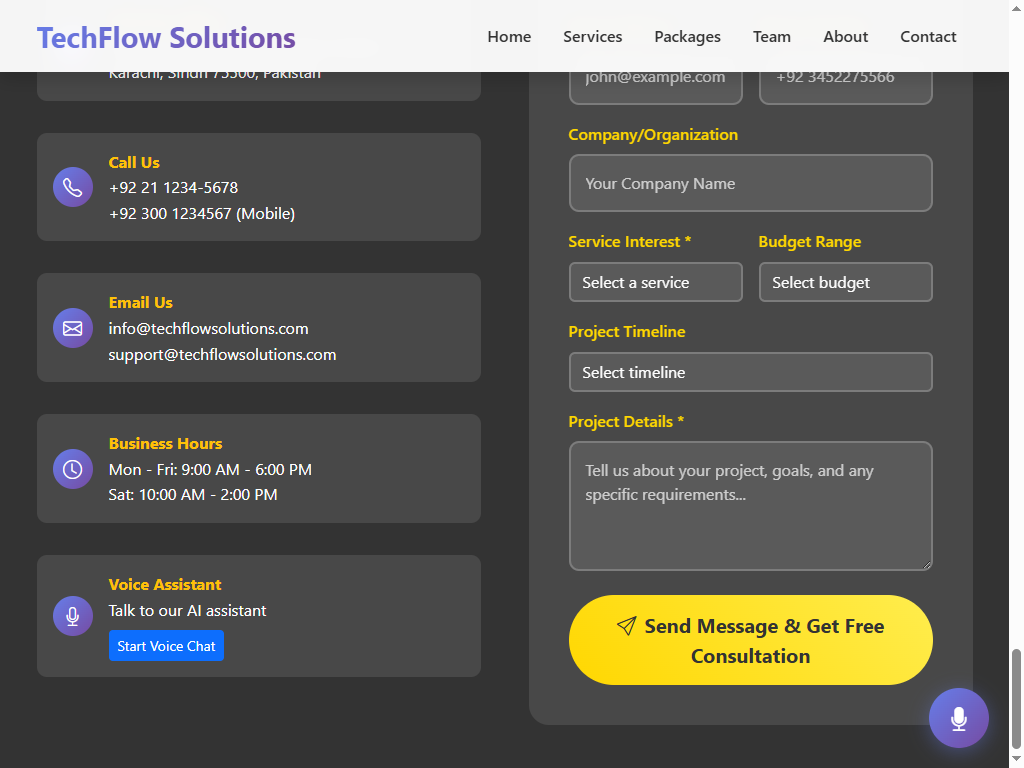 TechFlow Solutions
Home
Services
Packages
Team
About
Contact
Karachi, Sindh 75500, Pakistan
Call Us
+92 21 1234-5678
+92 300 1234567 (Mobile)
Email Us
info@techflowsolutions.com
support@techflowsolutions.com
Business Hours
Mon - Fri: 9:00 AM - 6:00 PM
Sat: 10:00 AM - 2:00 PM
Voice Assistant
Talk to our AI assistant
Start Voice Chat
john@example.com
+92 3452275566
Company/Organization
Your Company Name
Service Interest *
Budget Range
Select a service
Select budget
Project Timeline
Select timeline
Project Details *
Tell us about your project, goals, and any
specific requirements...
Send Message & Get Free
Consultation